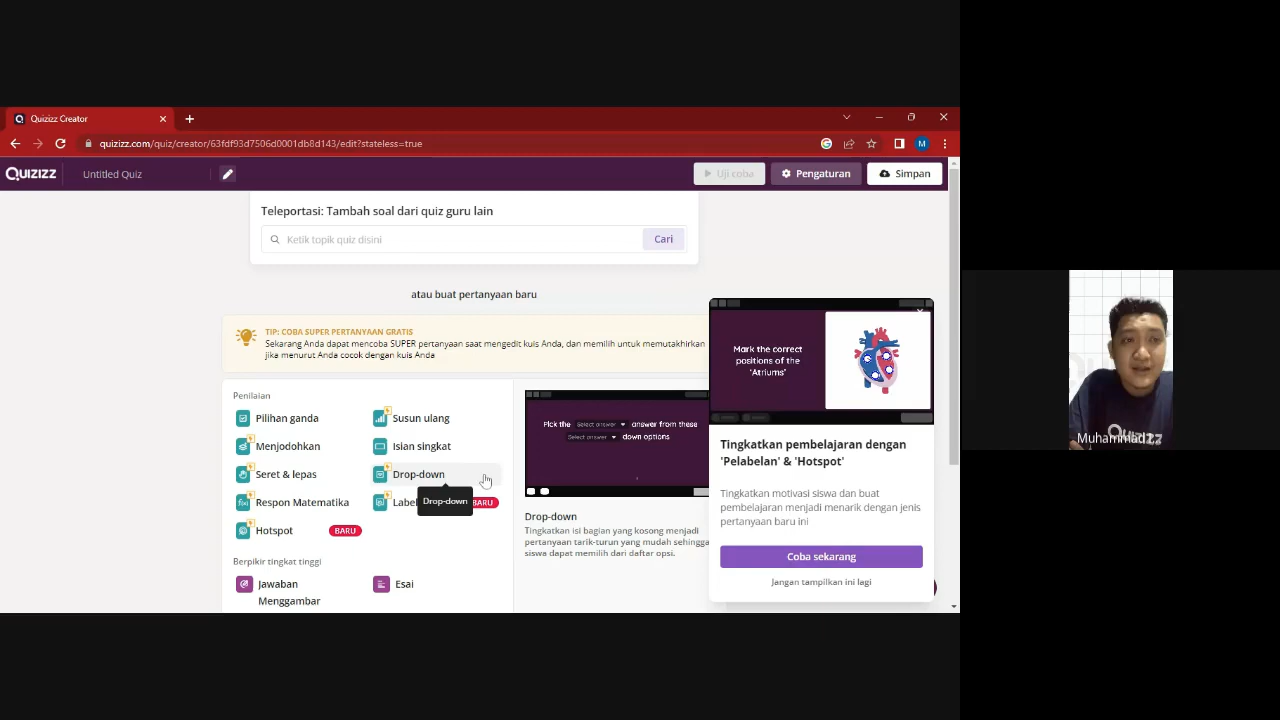 Quizizz Creator
quizizz.com/quiz/creator/63fdf93d7506d0001db8d143/edit?stateless=true
M
QUIZIZZ
Untitled Quiz
Uji coba
Pengaturan
Simpan
Teleportasi: Tambah soal dari quiz guru lain
Ketik topik quiz disini
Cari
atau buat pertanyaan baru
TIP: COBA SUPER PERTANYAAN GRATIS
Sekarang Anda dapat mencoba SUPER pertanyaan saat mengedit kuis Anda, dan memilih untuk memutakhirkan
jika menurut Anda cocok dengan kuis Anda
Penilaian
Pilihan ganda
Susun ulang
Menjodohkan
Isian singkat
Seret & lepas
Drop-down
Respon Matematika
Label
BARU
Drop-down
Hotspot
BARU
Berpikir tingkat tinggi
Jawaban
Menggambar
Esai
Pick the Select answer answer from these
Select answer down options
Drop-down
Tingkatkan isi bagian yang kosong menjadi
pertanyaan tarik-turun yang mudah sehingga
siswa dapat memilih dari daftar opsi.
Mark the correct
positions of the
'Atriums'
Tingkatkan pembelajaran dengan
'Pelabelan' & 'Hotspot'
Tingkatkan motivasi siswa dan buat
pembelajaran menjadi menarik dengan jenis
pertanyaan baru ini
Coba sekarang
Jangan tampilkan ini lagi